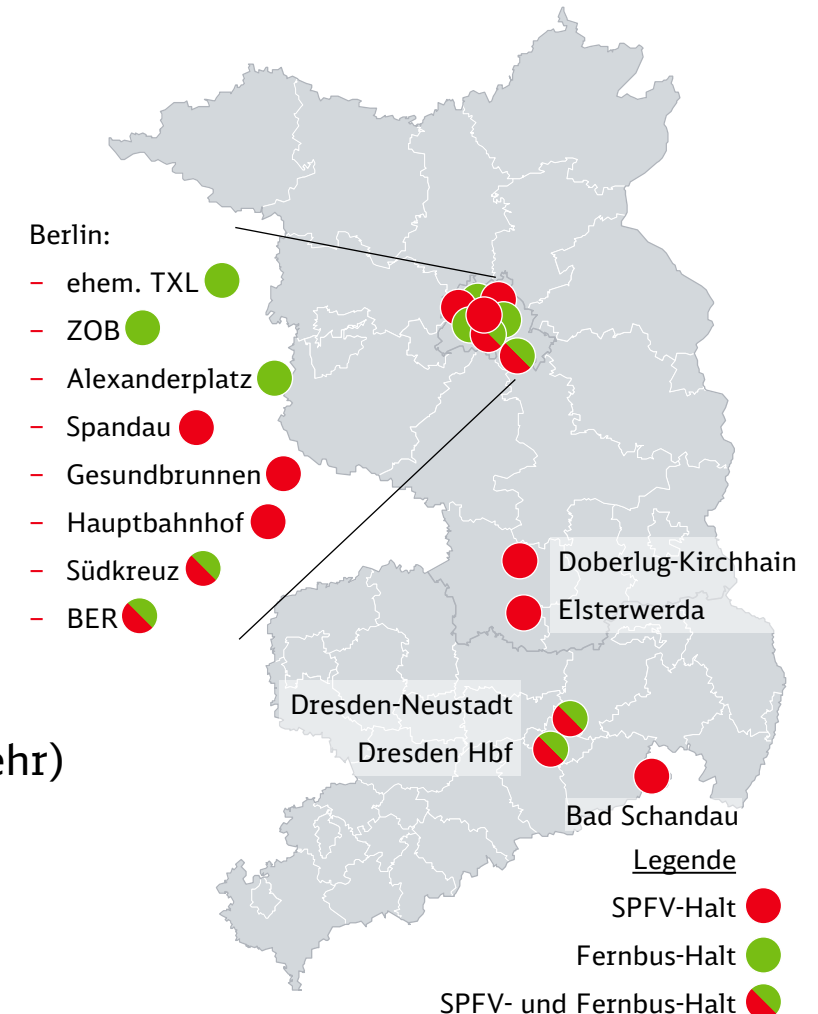 Berlin:
– ehem. TXL
– ZOB
– Alexanderplatz
– Spandau
– Gesundbrunnen
– Hauptbahnhof
– Südkreuz
– BER
Doberlug-Kirchhain
Elsterwerda
Dresden-Neustadt
Dresden Hbf
ehr)
Bad Schandau
Legende
SPFV-Halt
Fernbus-Halt
SPFV- und Fernbus-Halt